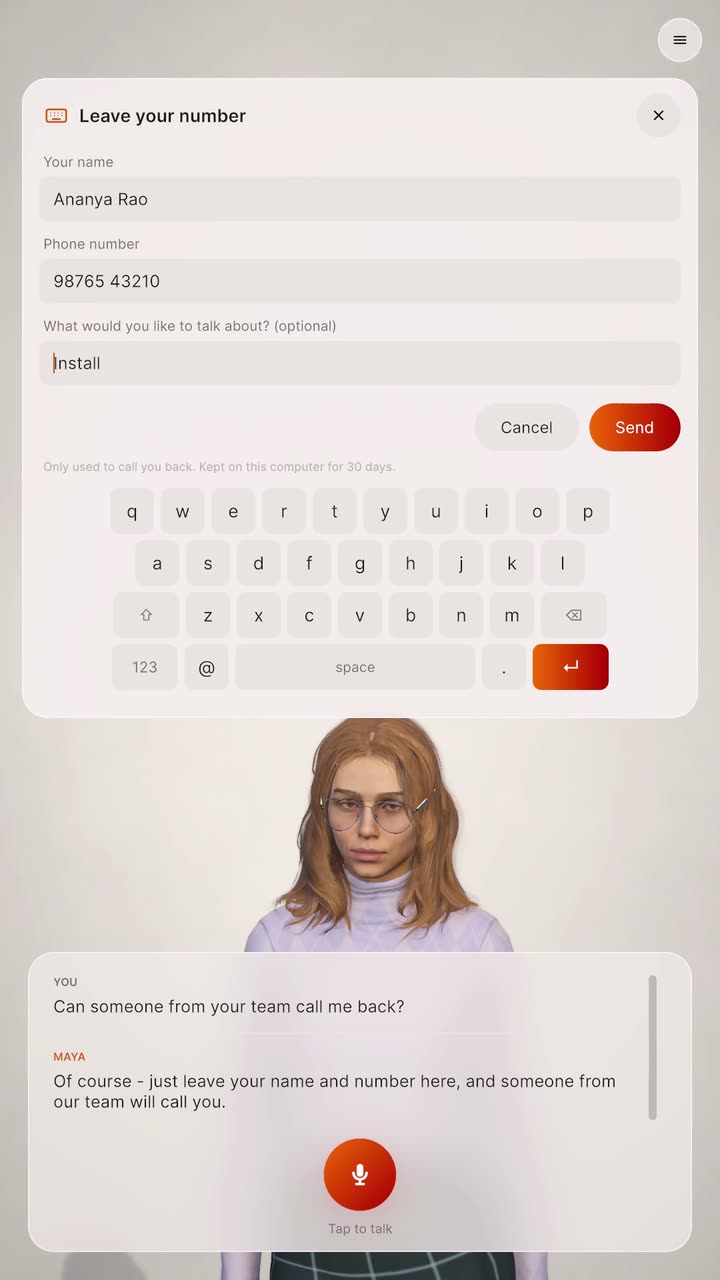 Leave your number
Your name
Ananya Rao
Phone number
98765 43210
What would you like to talk about? (optional)
Install
Cancel
Send
Only used to call you back. Kept on this computer for 30 days.
q w e r t y u i o p
a s d f g h j k l
z x c v b n m
123 @ space .
YOU
Can someone from your team call me back?
MAYA
Of course - just leave your name and number here, and someone from
our team will call you.
Tap to talk